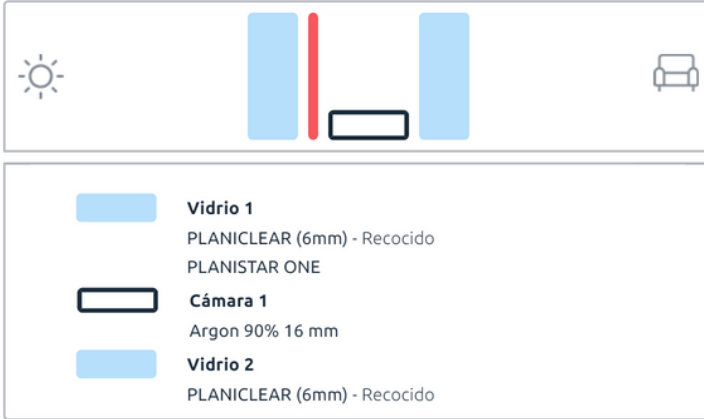 Vidrio 1
PLANICLEAR (6mm) - Recocido
PLANISTAR ONE
Cámara 1
Argon 90% 16 mm
Vidrio 2
PLANICLEAR (6mm) - Recocido